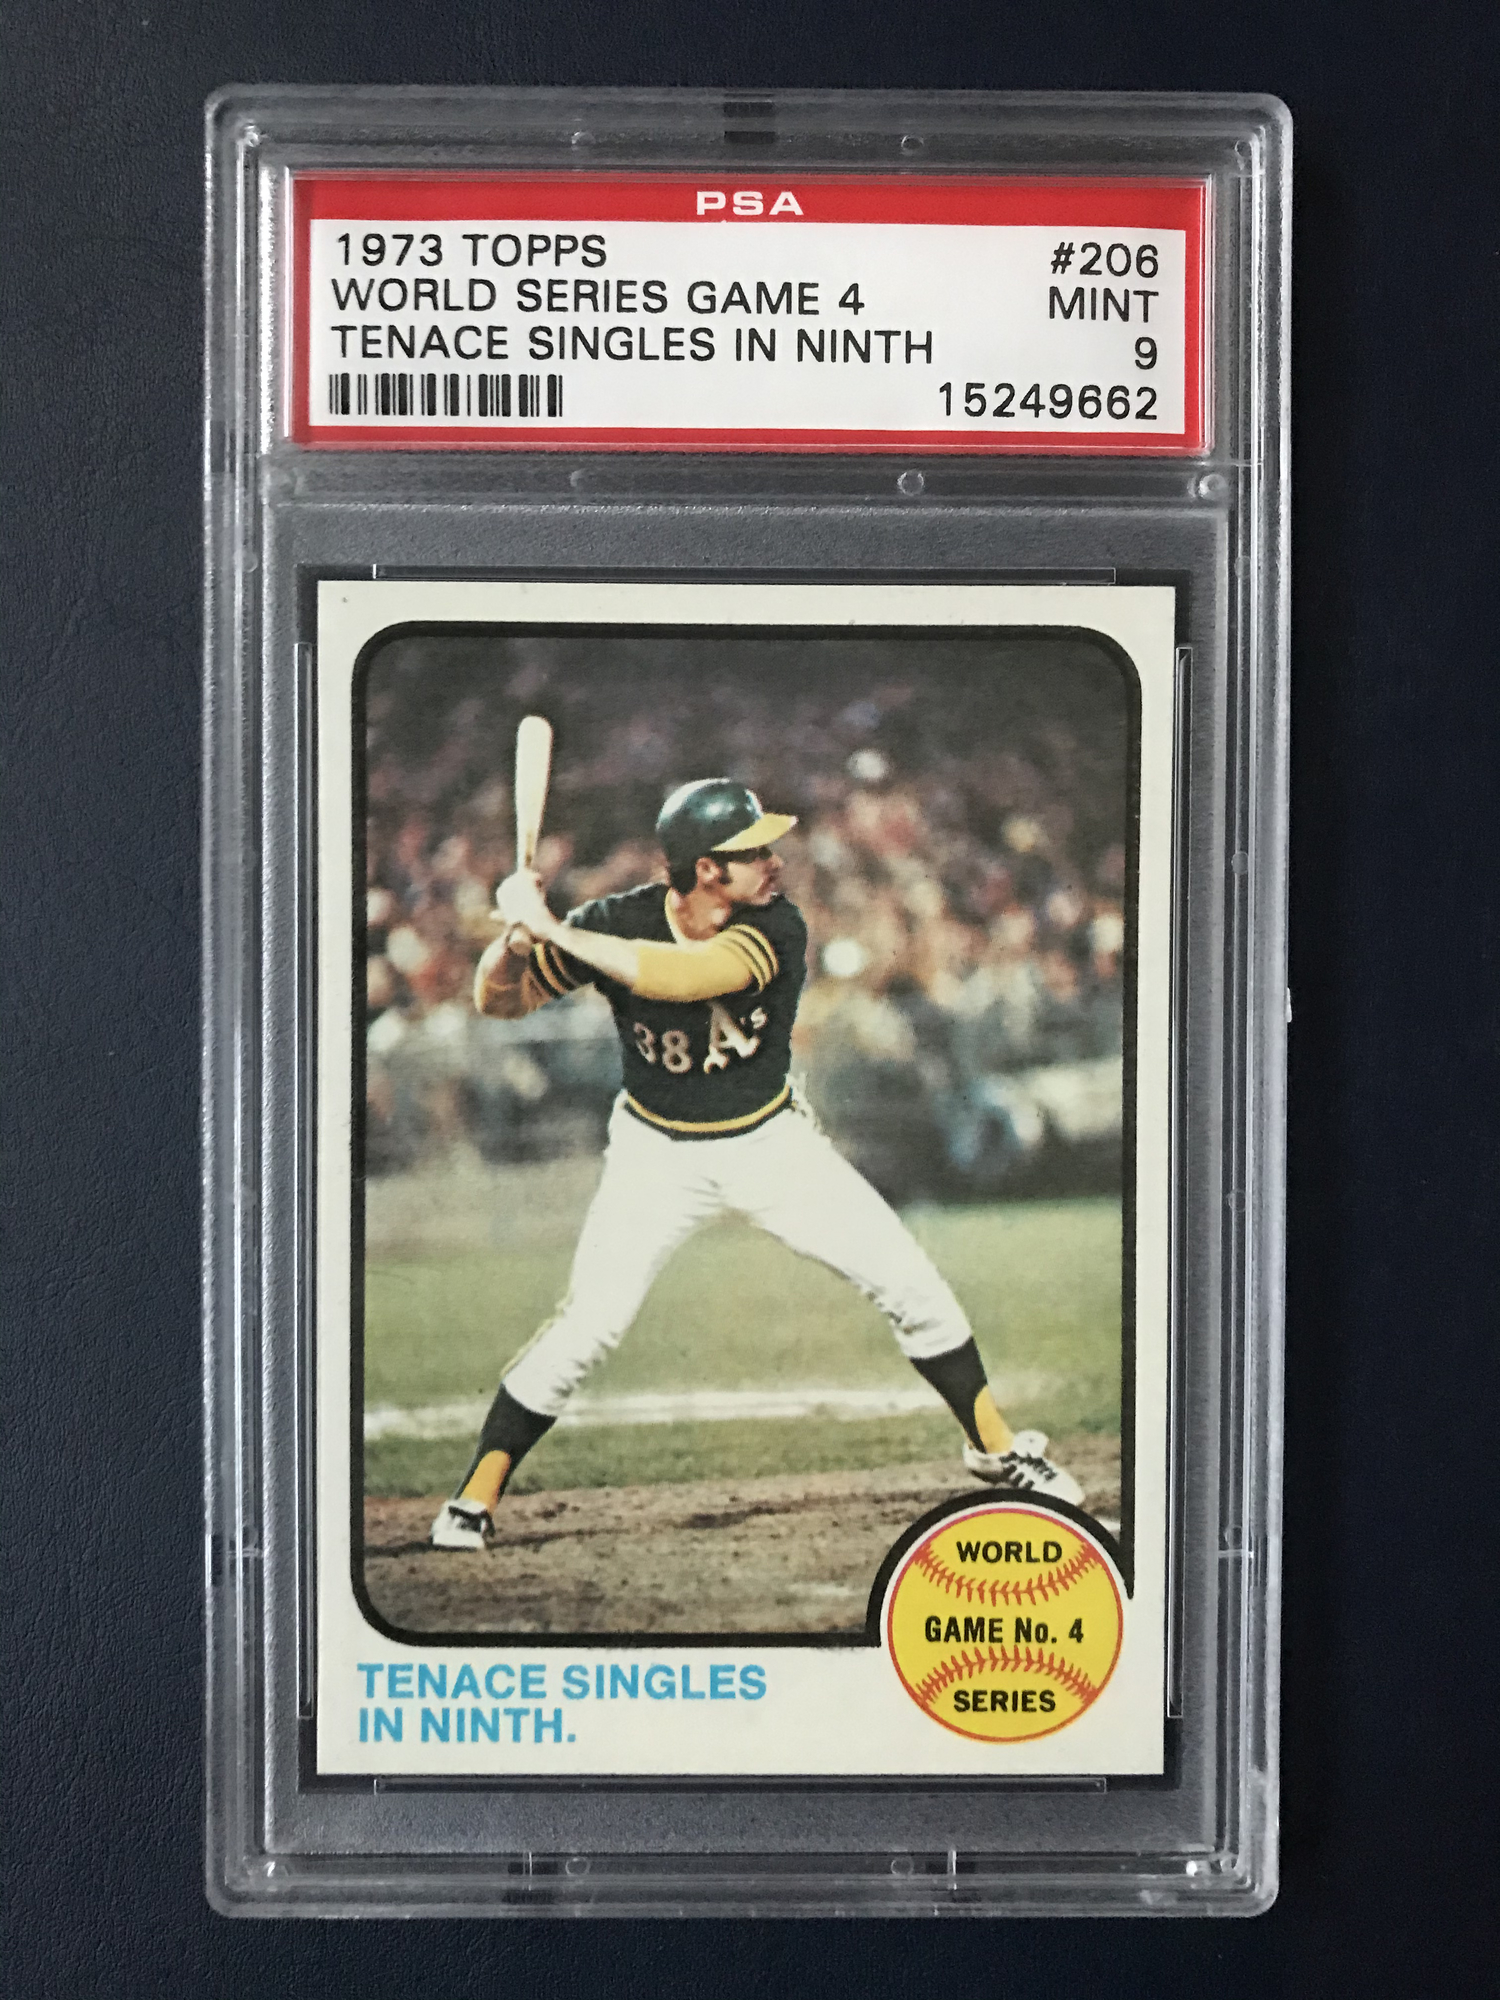 PSA
1973 TOPPS #206
WORLD SERIES GAME 4 MINT
TENACE SINGLES IN NINTH 9
15249662
38 A's
WORLD
GAME No. 4
SERIES
TENACE SINGLES
IN NINTH.